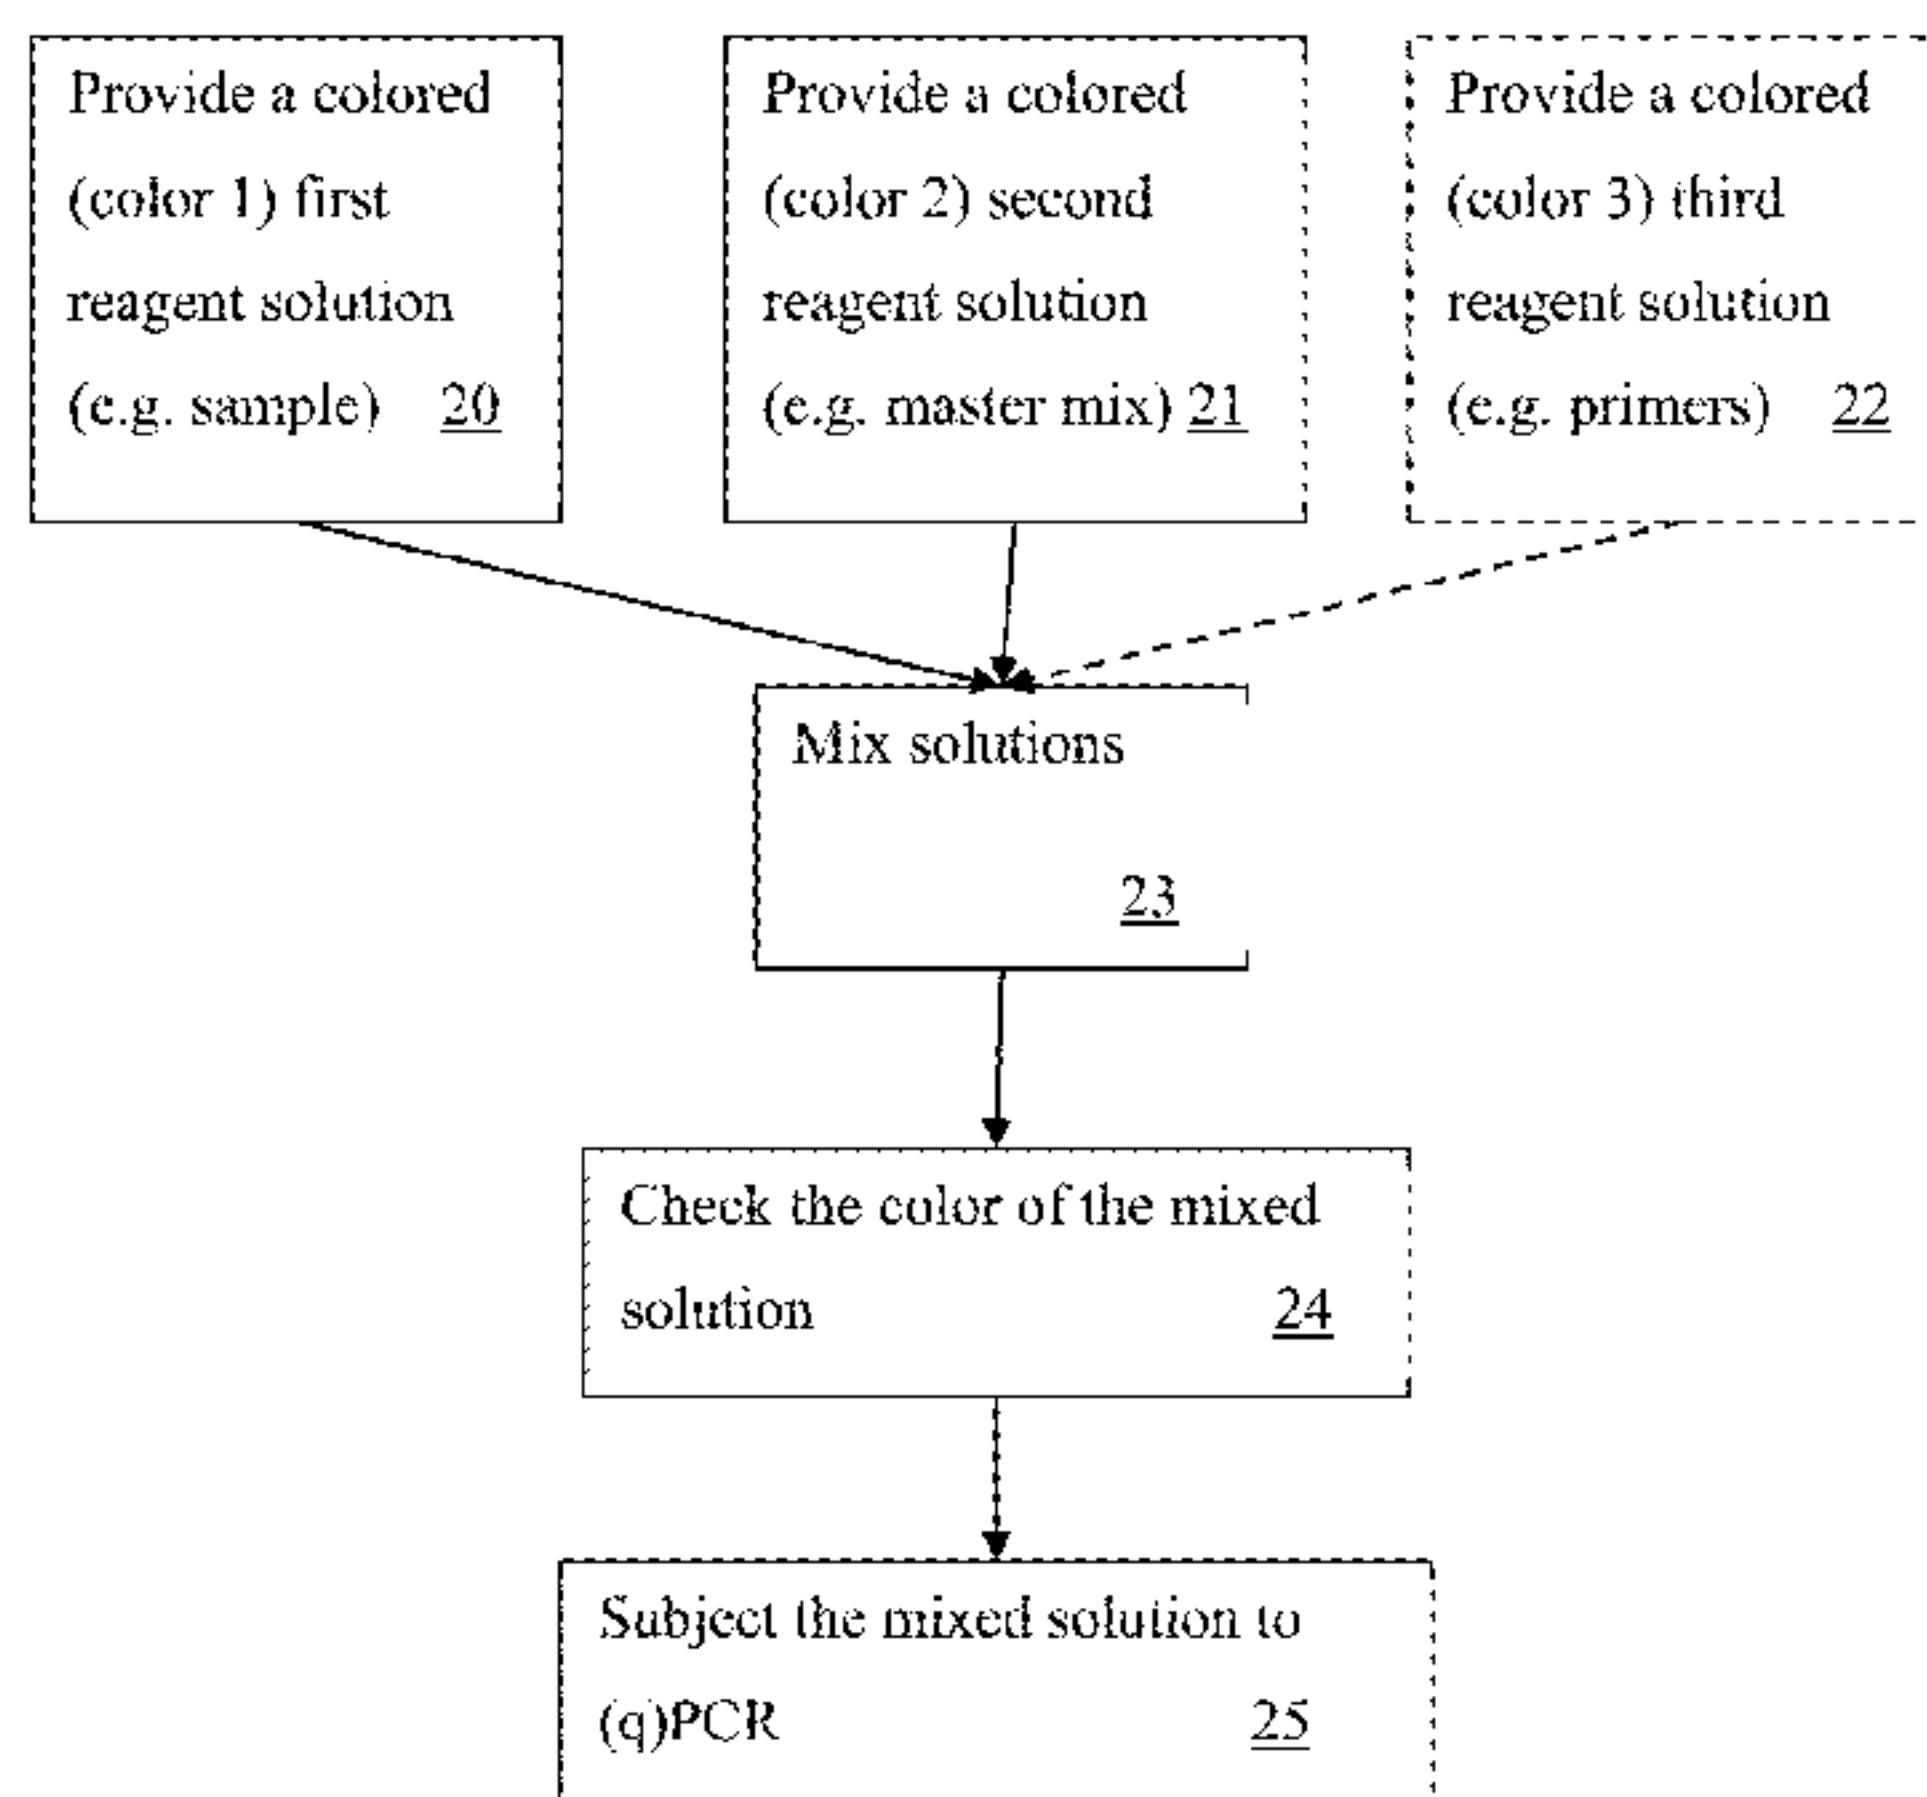 Provide a colored
(color 1) first
reagent solution
(e.g. sample) 20
Provide a colored
(color 2) second
reagent solution
(e.g. master mix) 21
Provide a colored
(color 3) third
reagent solution
(e.g. primers) 22
Mix solutions
23
Check the color of the mixed
solution 24
Subject the mixed solution to
(q)PCR 25